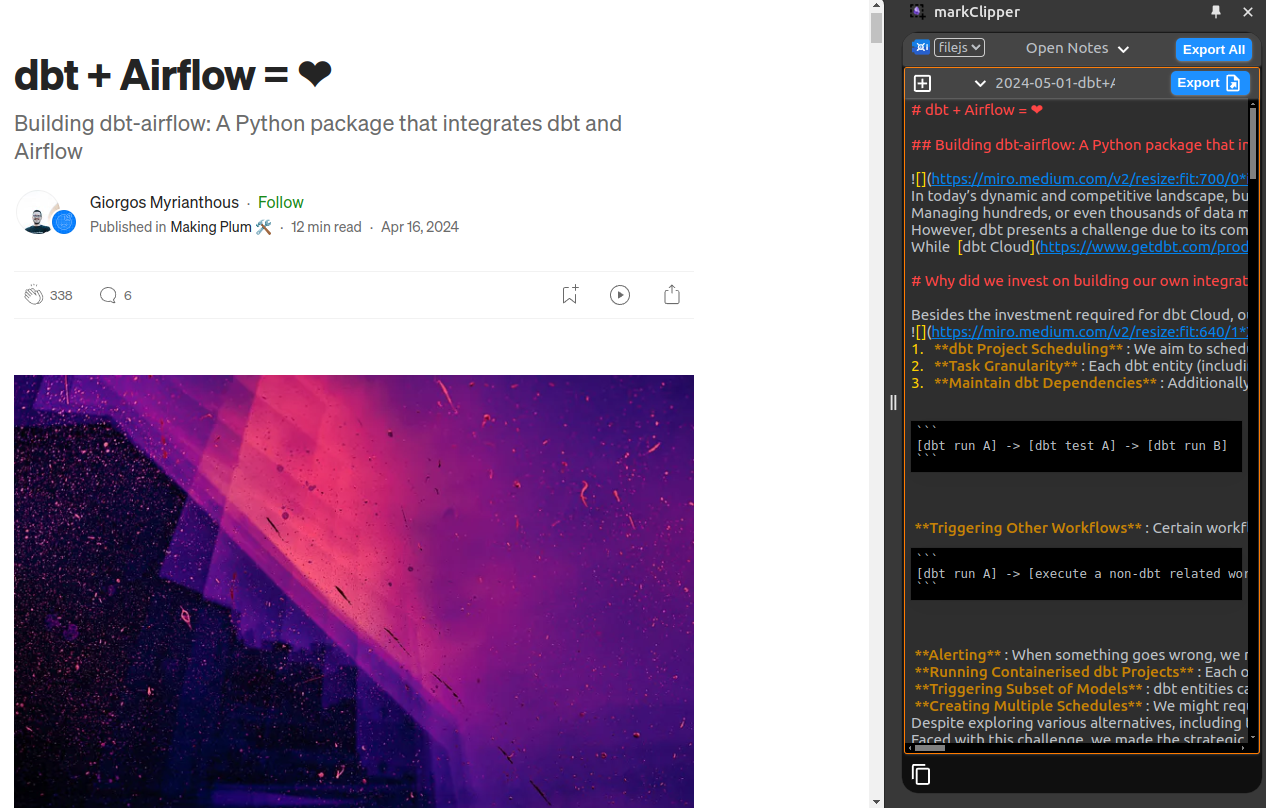 dbt + Airflow = ❤
Building dbt-airflow: A Python package that integrates dbt and
Airflow
Giorgos Myrianthous · Follow
Published in Making Plum 🛠️ · 12 min read · Apr 16, 2024
338
6
markClipper
filejs
Open Notes
Export All
2024-05-01-dbt+A
Export
# dbt + Airflow = ❤
## Building dbt-airflow: A Python package that in
![](https://miro.medium.com/v2/resize:fit:700/0*
In today’s dynamic and competitive landscape, bu
Managing hundreds, or even thousands of data m
However, dbt presents a challenge due to its com
While [dbt Cloud](https://www.getdbt.com/prod
# Why did we invest on building our own integrat
Besides the investment required for dbt Cloud, ou
![](https://miro.medium.com/v2/resize:fit:640/1*
1. **dbt Project Scheduling** : We aim to schedu
2. **Task Granularity** : Each dbt entity (includi
3. **Maintain dbt Dependencies** : Additionally
```
[dbt run A] -> [dbt test A] -> [dbt run B]
```
**Triggering Other Workflows** : Certain workfl
```
[dbt run A] -> [execute a non-dbt related wor
```
**Alerting** : When something goes wrong, we n
**Running Containerised dbt Projects** : Each o
**Triggering Subset of Models** : dbt entities ca
**Creating Multiple Schedules** : We might requ
Despite exploring various alternatives, including t
Faced with this challenge, we made the strategic